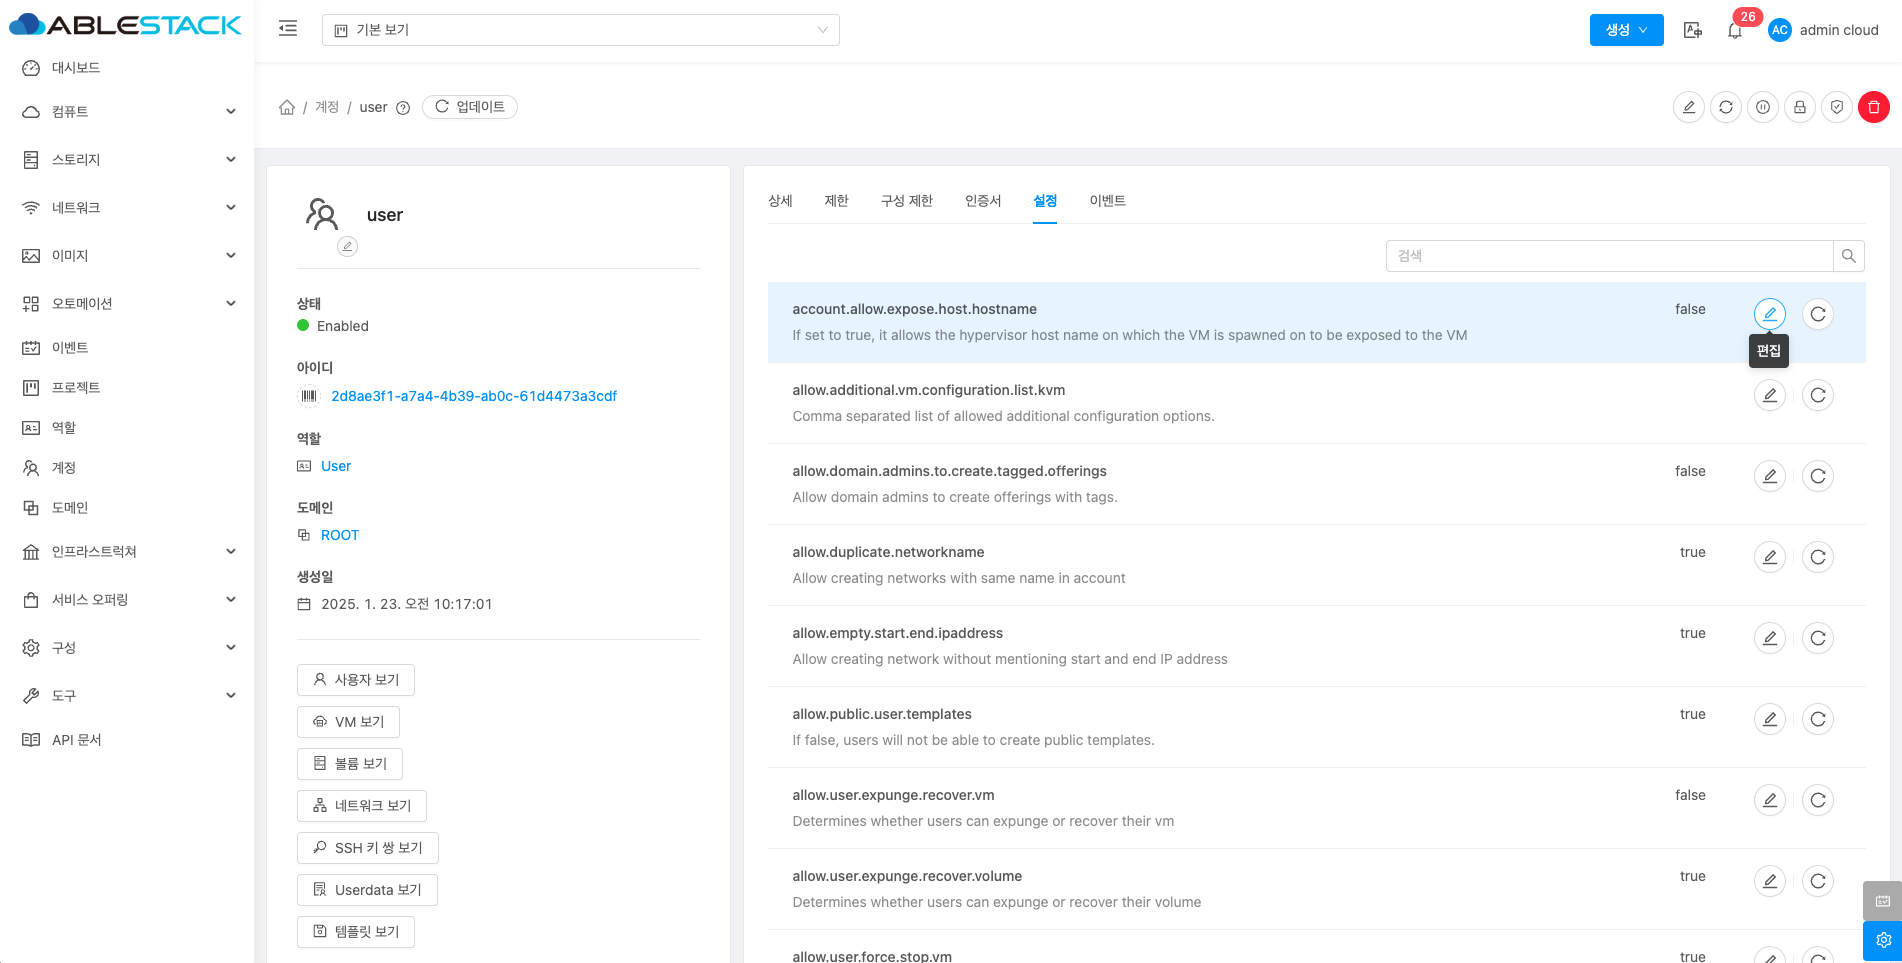 ABLESTACK
기본 보기
생성
26
AC
admin cloud
대시보드
컴퓨트
스토리지
네트워크
이미지
오토메이션
이벤트
프로젝트
역할
계정
도메인
인프라스트럭쳐
서비스 오퍼링
구성
도구
API 문서
/ 계정 / user
업데이트
user
상태
Enabled
아이디
2d8ae3f1-a7a4-4b39-ab0c-61d4473a3cdf
역할
User
도메인
ROOT
생성일
2025. 1. 23. 오전 10:17:01
사용자 보기
VM 보기
볼륨 보기
네트워크 보기
SSH 키 쌍 보기
Userdata 보기
템플릿 보기
상세 제한 구성 제한 인증서 설정 이벤트
검색
account.allow.expose.host.hostname false
If set to true, it allows the hypervisor host name on which the VM is spawned on to be exposed to the VM
편집
allow.additional.vm.configuration.list.kvm
Comma separated list of allowed additional configuration options.
allow.domain.admins.to.create.tagged.offerings false
Allow domain admins to create offerings with tags.
allow.duplicate.networkname true
Allow creating networks with same name in account
allow.empty.start.end.ipaddress true
Allow creating network without mentioning start and end IP address
allow.public.user.templates true
If false, users will not be able to create public templates.
allow.user.expunge.recover.vm false
Determines whether users can expunge or recover their vm
allow.user.expunge.recover.volume true
Determines whether users can expunge or recover their volume
allow.user.force.stop.vm true